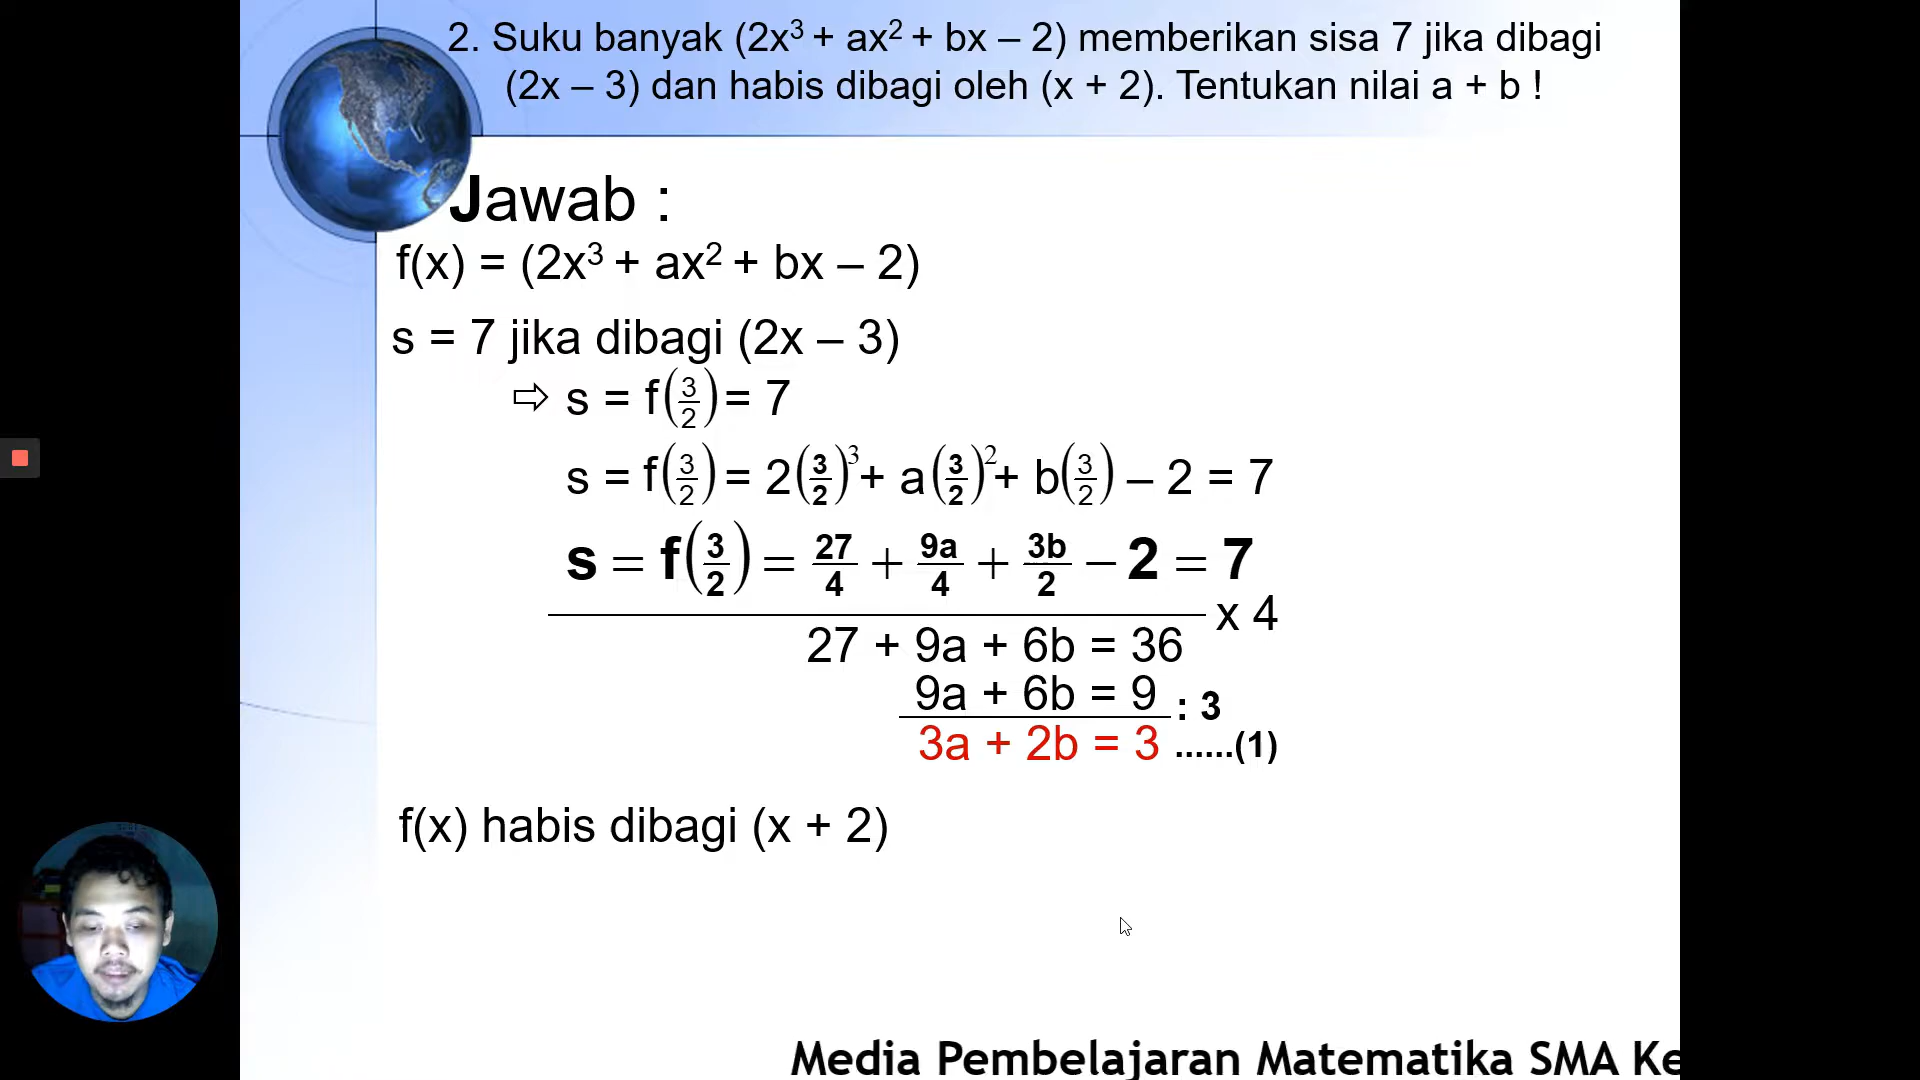 2. Suku banyak (2x³ + ax² + bx – 2) memberikan sisa 7 jika dibagi
(2x – 3) dan habis dibagi oleh (x + 2). Tentukan nilai a + b !
Jawab :
f(x) = (2x³ + ax² + bx – 2)
s = 7 jika dibagi (2x – 3)
⇨ s = f(3/2) = 7
s = f(3/2) = 2(3/2)³ + a(3/2)² + b(3/2) – 2 = 7
s = f(3/2) = 27/4 + 9a/4 + 3b/2 – 2 = 7
x 4
27 + 9a + 6b = 36
9a + 6b = 9 : 3
3a + 2b = 3 ......(1)
f(x) habis dibagi (x + 2)
Media Pembelajaran Matematika SMA Ke